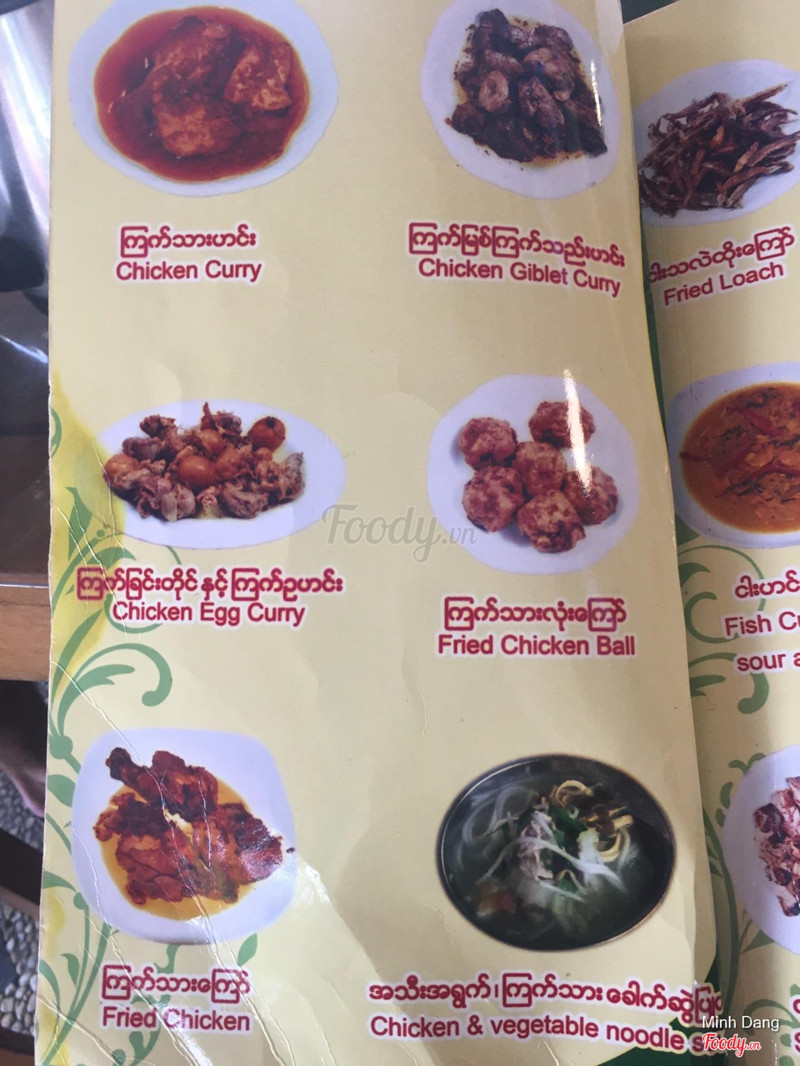 ကြက်သားဟင်း
Chicken Curry
ကြက်မြစ်ကြက်သည်းဟင်း
Chicken Giblet Curry
ငါးသလဲထိုးကြော်
Fried Loach
ကြက်ခြင်းတိုင် နှင့် ကြက်ဥဟင်း
Chicken Egg Curry
ကြက်သားလုံးကြော်
Fried Chicken Ball
ငါးဟင်း
Fish
sour
ကြက်သားကြော်
Fried Chicken
အသီးအရွက်၊ ကြက်သား ခေါက်ဆွဲပြုတ်
Chicken & vegetable noodle
Foody.vn
Minh Dang
Foody.vn